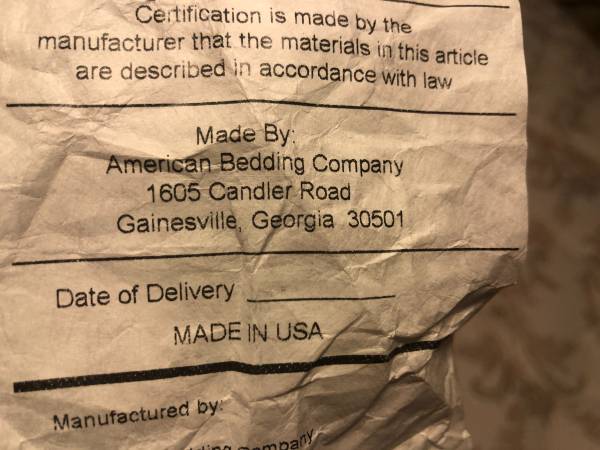 Certification is made by the
manufacturer that the materials in this article
are described in accordance with law
Made By:
American Bedding Company
1605 Candler Road
Gainesville, Georgia 30501
Date of Delivery
MADE IN USA
Manufactured by: